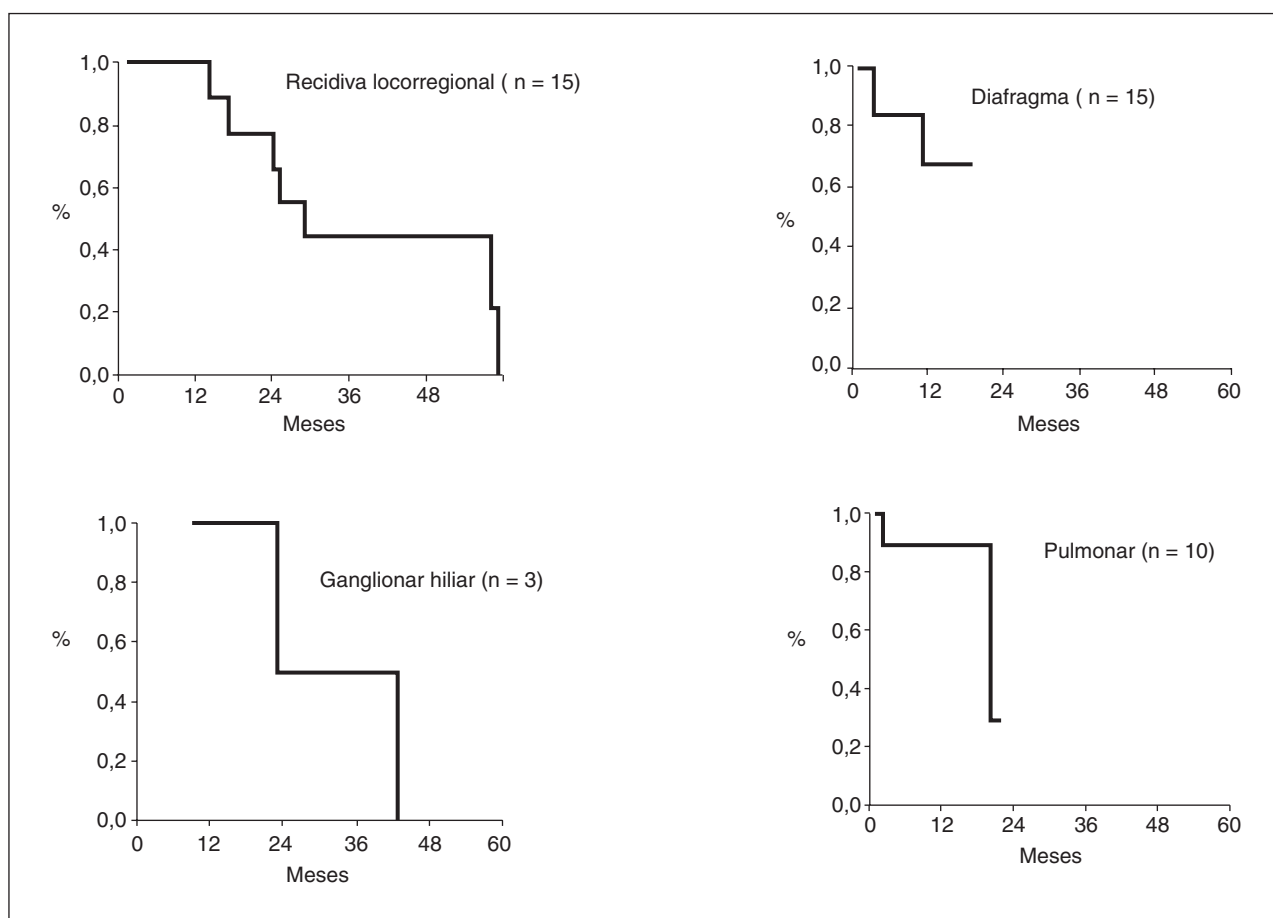 Recidiva locorregional ( n = 15)
1,0
0,8
0,6
%
0,4
0,2
0,0
0 12 24 36 48
Meses
Diafragma ( n = 15)
1,0
0,8
0,6
%
0,4
0,2
0,0
0 12 24 36 48 60
Meses
Ganglionar hiliar (n = 3)
1,0
0,8
0,6
%
0,4
0,2
0,0
0 12 24 36 48 60
Meses
Pulmonar (n = 10)
1,0
0,8
0,6
%
0,4
0,2
0,0
0 12 24 36 48 60
Meses